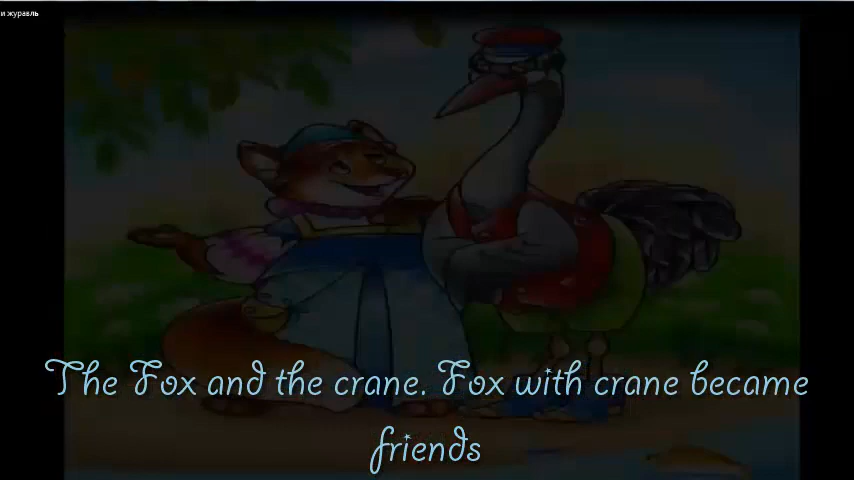 и журавль
The Fox and the crane. Fox with crane became
friends